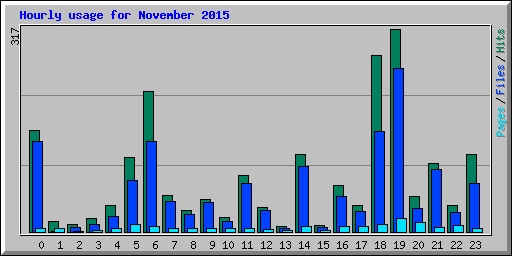 Hourly usage for November 2015
317
Pages/Files/Hits
0 1 2 3 4 5 6 7 8 9 10 11 12 13 14 15 16 17 18 19 20 21 22 23